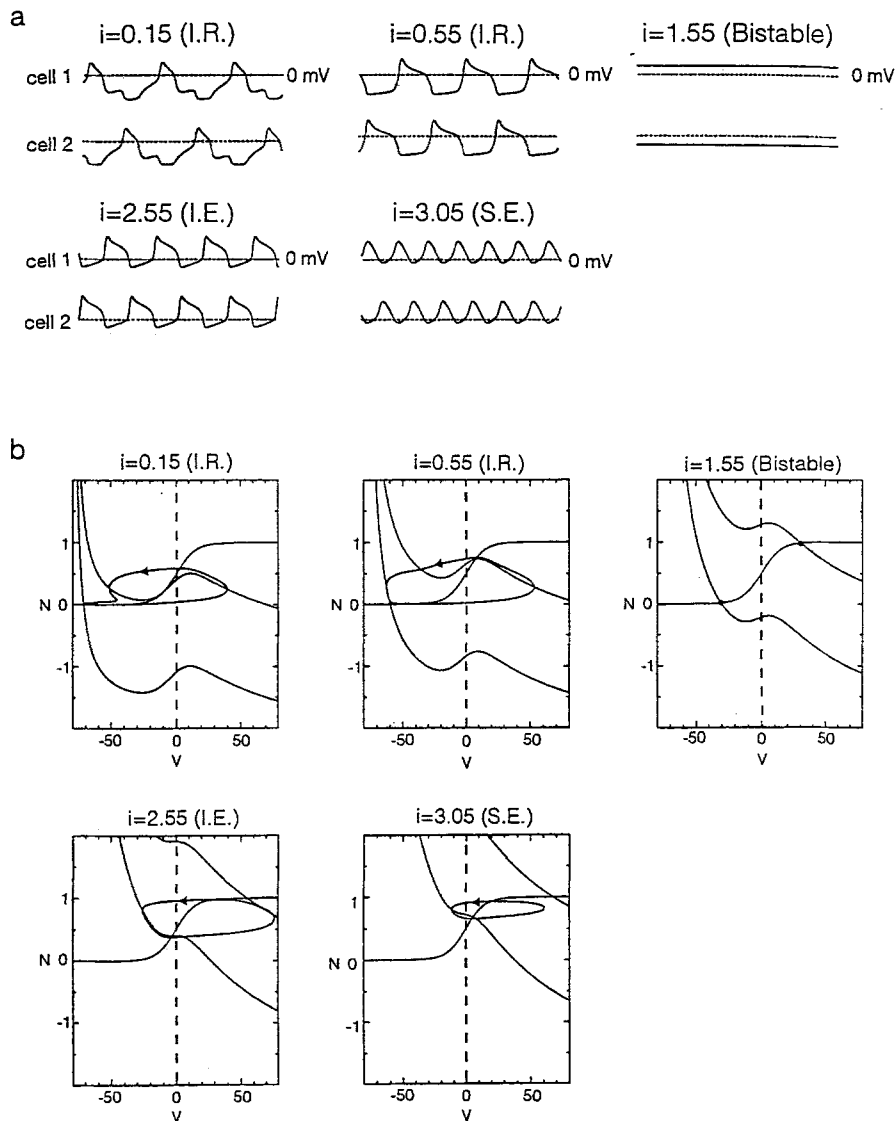 a
i=0.15 (I.R.) i=0.55 (I.R.) i=1.55 (Bistable)
cell 1 0 mV 0 mV 0 mV
cell 2
i=2.55 (I.E.) i=3.05 (S.E.)
cell 1 0 mV 0 mV
cell 2
b
i=0.15 (I.R.) i=0.55 (I.R.) i=1.55 (Bistable)
1 1 1
N 0 N 0 N 0
-1 -1 -1
-50 0 50 -50 0 50 -50 0 50
V V V
i=2.55 (I.E.) i=3.05 (S.E.)
1 1
N 0 N 0
-1 -1
-50 0 50 -50 0 50
V V